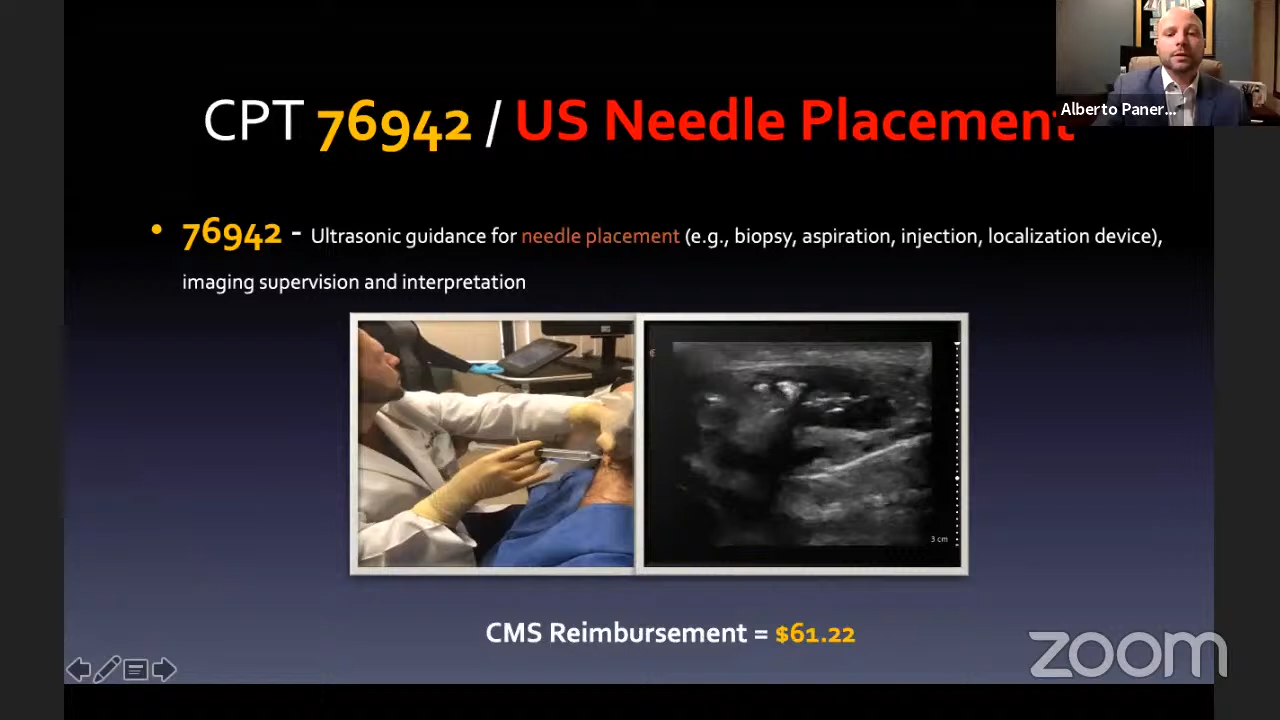 CPT 76942 / US Needle Placement
Alberto Paner...
• 76942 - Ultrasonic guidance for needle placement (e.g., biopsy, aspiration, injection, localization device),
imaging supervision and interpretation
3 cm
CMS Reimbursement = $61.22
zoom